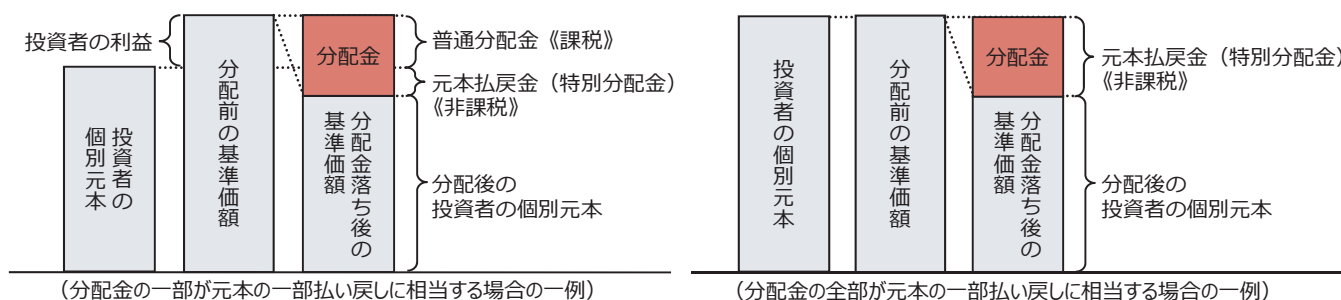 投資者の利益
投資者の
個別元本
分配前の基準価額
分配金
分配金落ち後の
基準価額
普通分配金《課税》
元本払戻金（特別分配金）
《非課税》
分配後の
投資者の個別元本
（分配金の一部が元本の一部払い戻しに相当する場合の一例）
投資者の個別元本
分配前の基準価額
分配金
分配金落ち後の
基準価額
元本払戻金（特別分配金）
《非課税》
分配後の
投資者の個別元本
（分配金の全部が元本の一部払い戻しに相当する場合の一例）